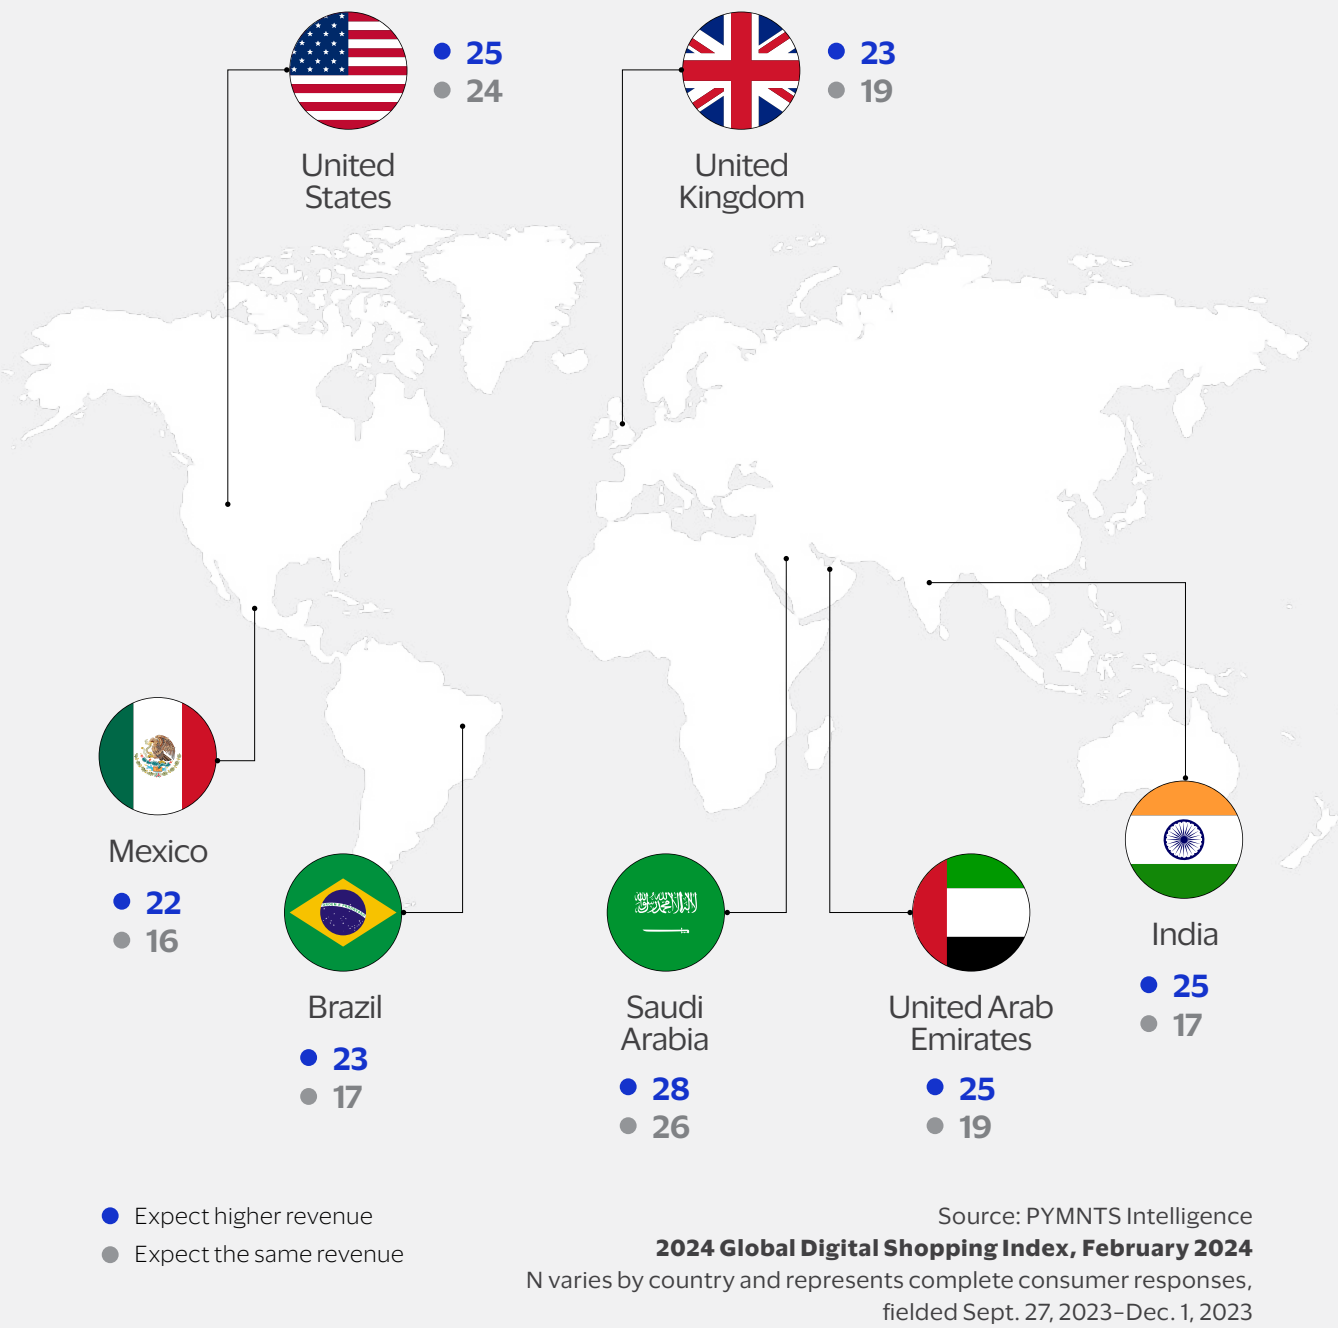 25
24
United
States
23
19
United
Kingdom
Mexico
22
16
Brazil
23
17
Saudi
Arabia
28
26
United Arab
Emirates
25
19
India
25
17
Expect higher revenue
Expect the same revenue
Source: PYMNTS Intelligence
2024 Global Digital Shopping Index, February 2024
N varies by country and represents complete consumer responses,
fielded Sept. 27, 2023–Dec. 1, 2023